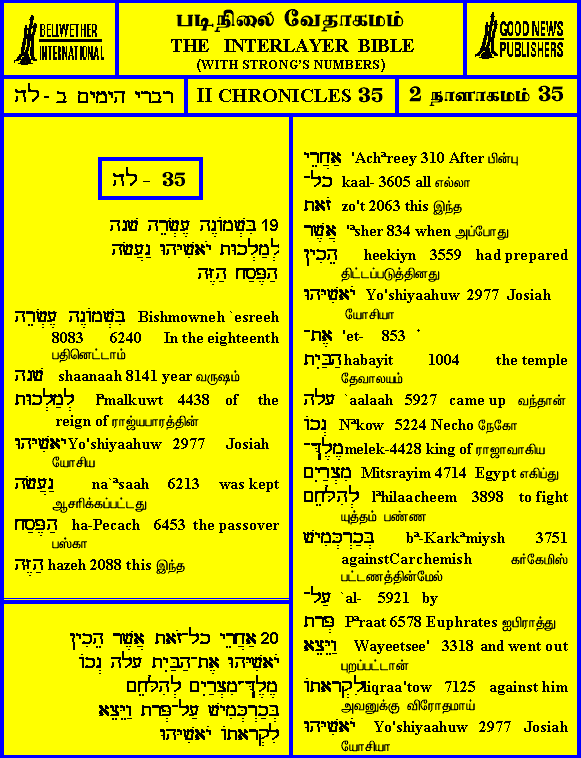 BELLWETHER
INTERNATIONAL
படிநிலை வேதாகமம்
THE INTERLAYER BIBLE
(WITH STRONG'S NUMBERS)
GOOD NEWS
PUBLISHERS
דברי הימים ב - לה
II CHRONICLES 35
2 நாளாகமம் 35
לה - 35
19 בִּשְׁמוֹנֶה עֶשְׂרֵה שָׁנָה
לְמַלְכוּת יֹאשִׁיָּהוּ נַעֲשָׂה
הַפֶּסַח הַזֶּה
בִּשְׁמוֹנֶה עֶשְׂרֵה Bishmowneh `esreeh
8083 6240 In the eighteenth
பதினெட்டாம்
שָׁנָה shaanaah 8141 year வருஷம்
לְמַלְכוּת lᵃmalkuwt 4438 of the
reign of ராஜ்யபாரத்தின்
יֹאשִׁיָּהוּ Yo'shiyaahuw 2977 Josiah
யோசிய
נַעֲשָׂה na`ᵃsaah 6213 was kept
ஆசரிக்கப்பட்டது
הַפֶּסַח ha-Pecach 6453 the passover
பஸ்கா
הַזֶּה hazeh 2088 this இந்த
20 אַחֲרֵי כָל־זֹאת אֲשֶׁר הֵכִין
יֹאשִׁיָּהוּ אֶת־הַבַּיִת עָלָה נְכוֹ
מֶלֶךְ־מִצְרַיִם לְהִלָּחֵם
בְּכַרְכְּמִישׁ עַל־פְּרָת וַיֵּצֵא
לִקְרָאתוֹ יֹאשִׁיָּהוּ
אַחֲרֵי 'Achᵃreey 310 After பின்பு
כָל־ kaal- 3605 all எல்லா
זֹאת zo't 2063 this இந்த
אֲשֶׁר 'ᵃsher 834 when அப்போது
הֵכִין heekiyn 3559 had prepared
திட்டப்படுத்தினது
יֹאשִׁיָּהוּ Yo'shiyaahuw 2977 Josiah
யோசியா
אֶת־ 'et- 853 '
הַבַּיִת habayit 1004 the temple
தேவாலயம்
עָלָה `aalaah 5927 came up வந்தான்
נְכוֹ Nᵃkow 5224 Necho நேகோ
מֶלֶךְ־ melek-4428 king of ராஜாவாகிய
מִצְרַיִם Mitsrayim 4714 Egypt எகிப்து
לְהִלָּחֵם lᵃhilaacheem 3898 to fight
யுத்தம் பண்ண
בְּכַרְכְּמִישׁ bᵃ-Karkᵃmiysh 3751
againstCarchemish கர்கேமிஸ்
பட்டணத்தின்மேல்
עַל־ `al- 5921 by
פְּרָת Pᵃraat 6578 Euphrates ஐபிராத்து
וַיֵּצֵא Wayeetsee' 3318 and went out
புறப்பட்டான்
לִקְרָאתוֹ liqraa'tow 7125 against him
அவனுக்கு விரோதமாய்
יֹאשִׁיָּהוּ Yo'shiyaahuw 2977 Josiah
யோசியா